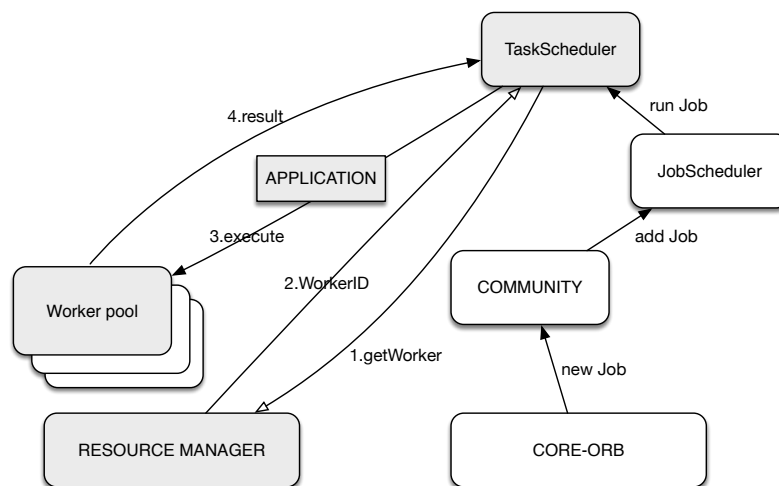 TaskScheduler
run Job
4.result
JobScheduler
APPLICATION
3.execute
add Job
2.WorkerID
COMMUNITY
Worker pool
1.getWorker
new Job
RESOURCE MANAGER
CORE-ORB